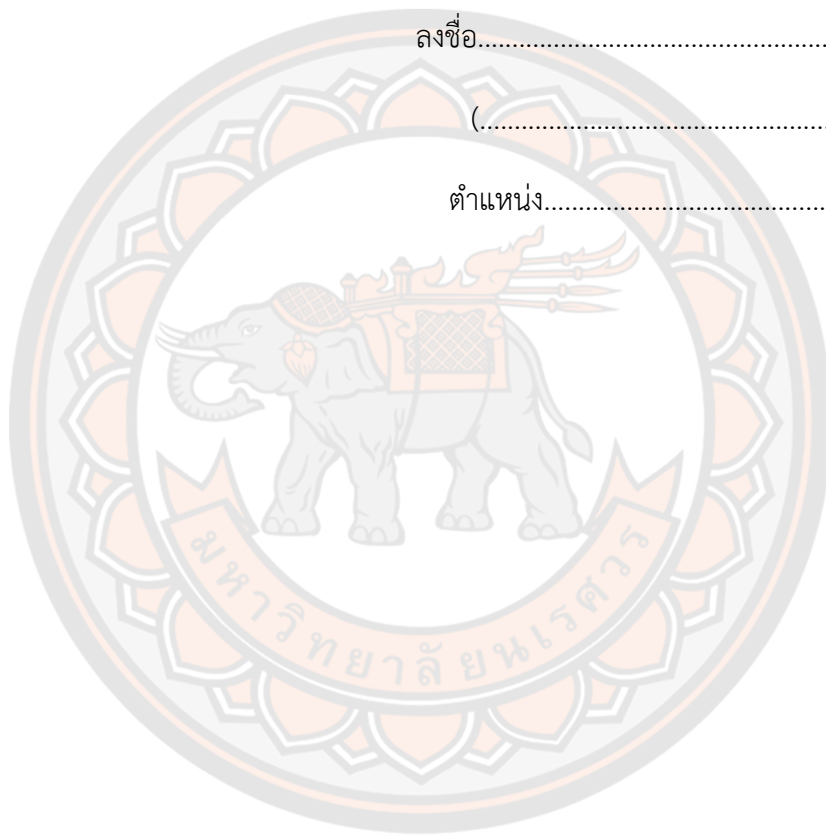 ลงชื่อ...................................................
(..................................................
ตำแหน่ง.........................................
มหาวิทยาลัยนเรศวร